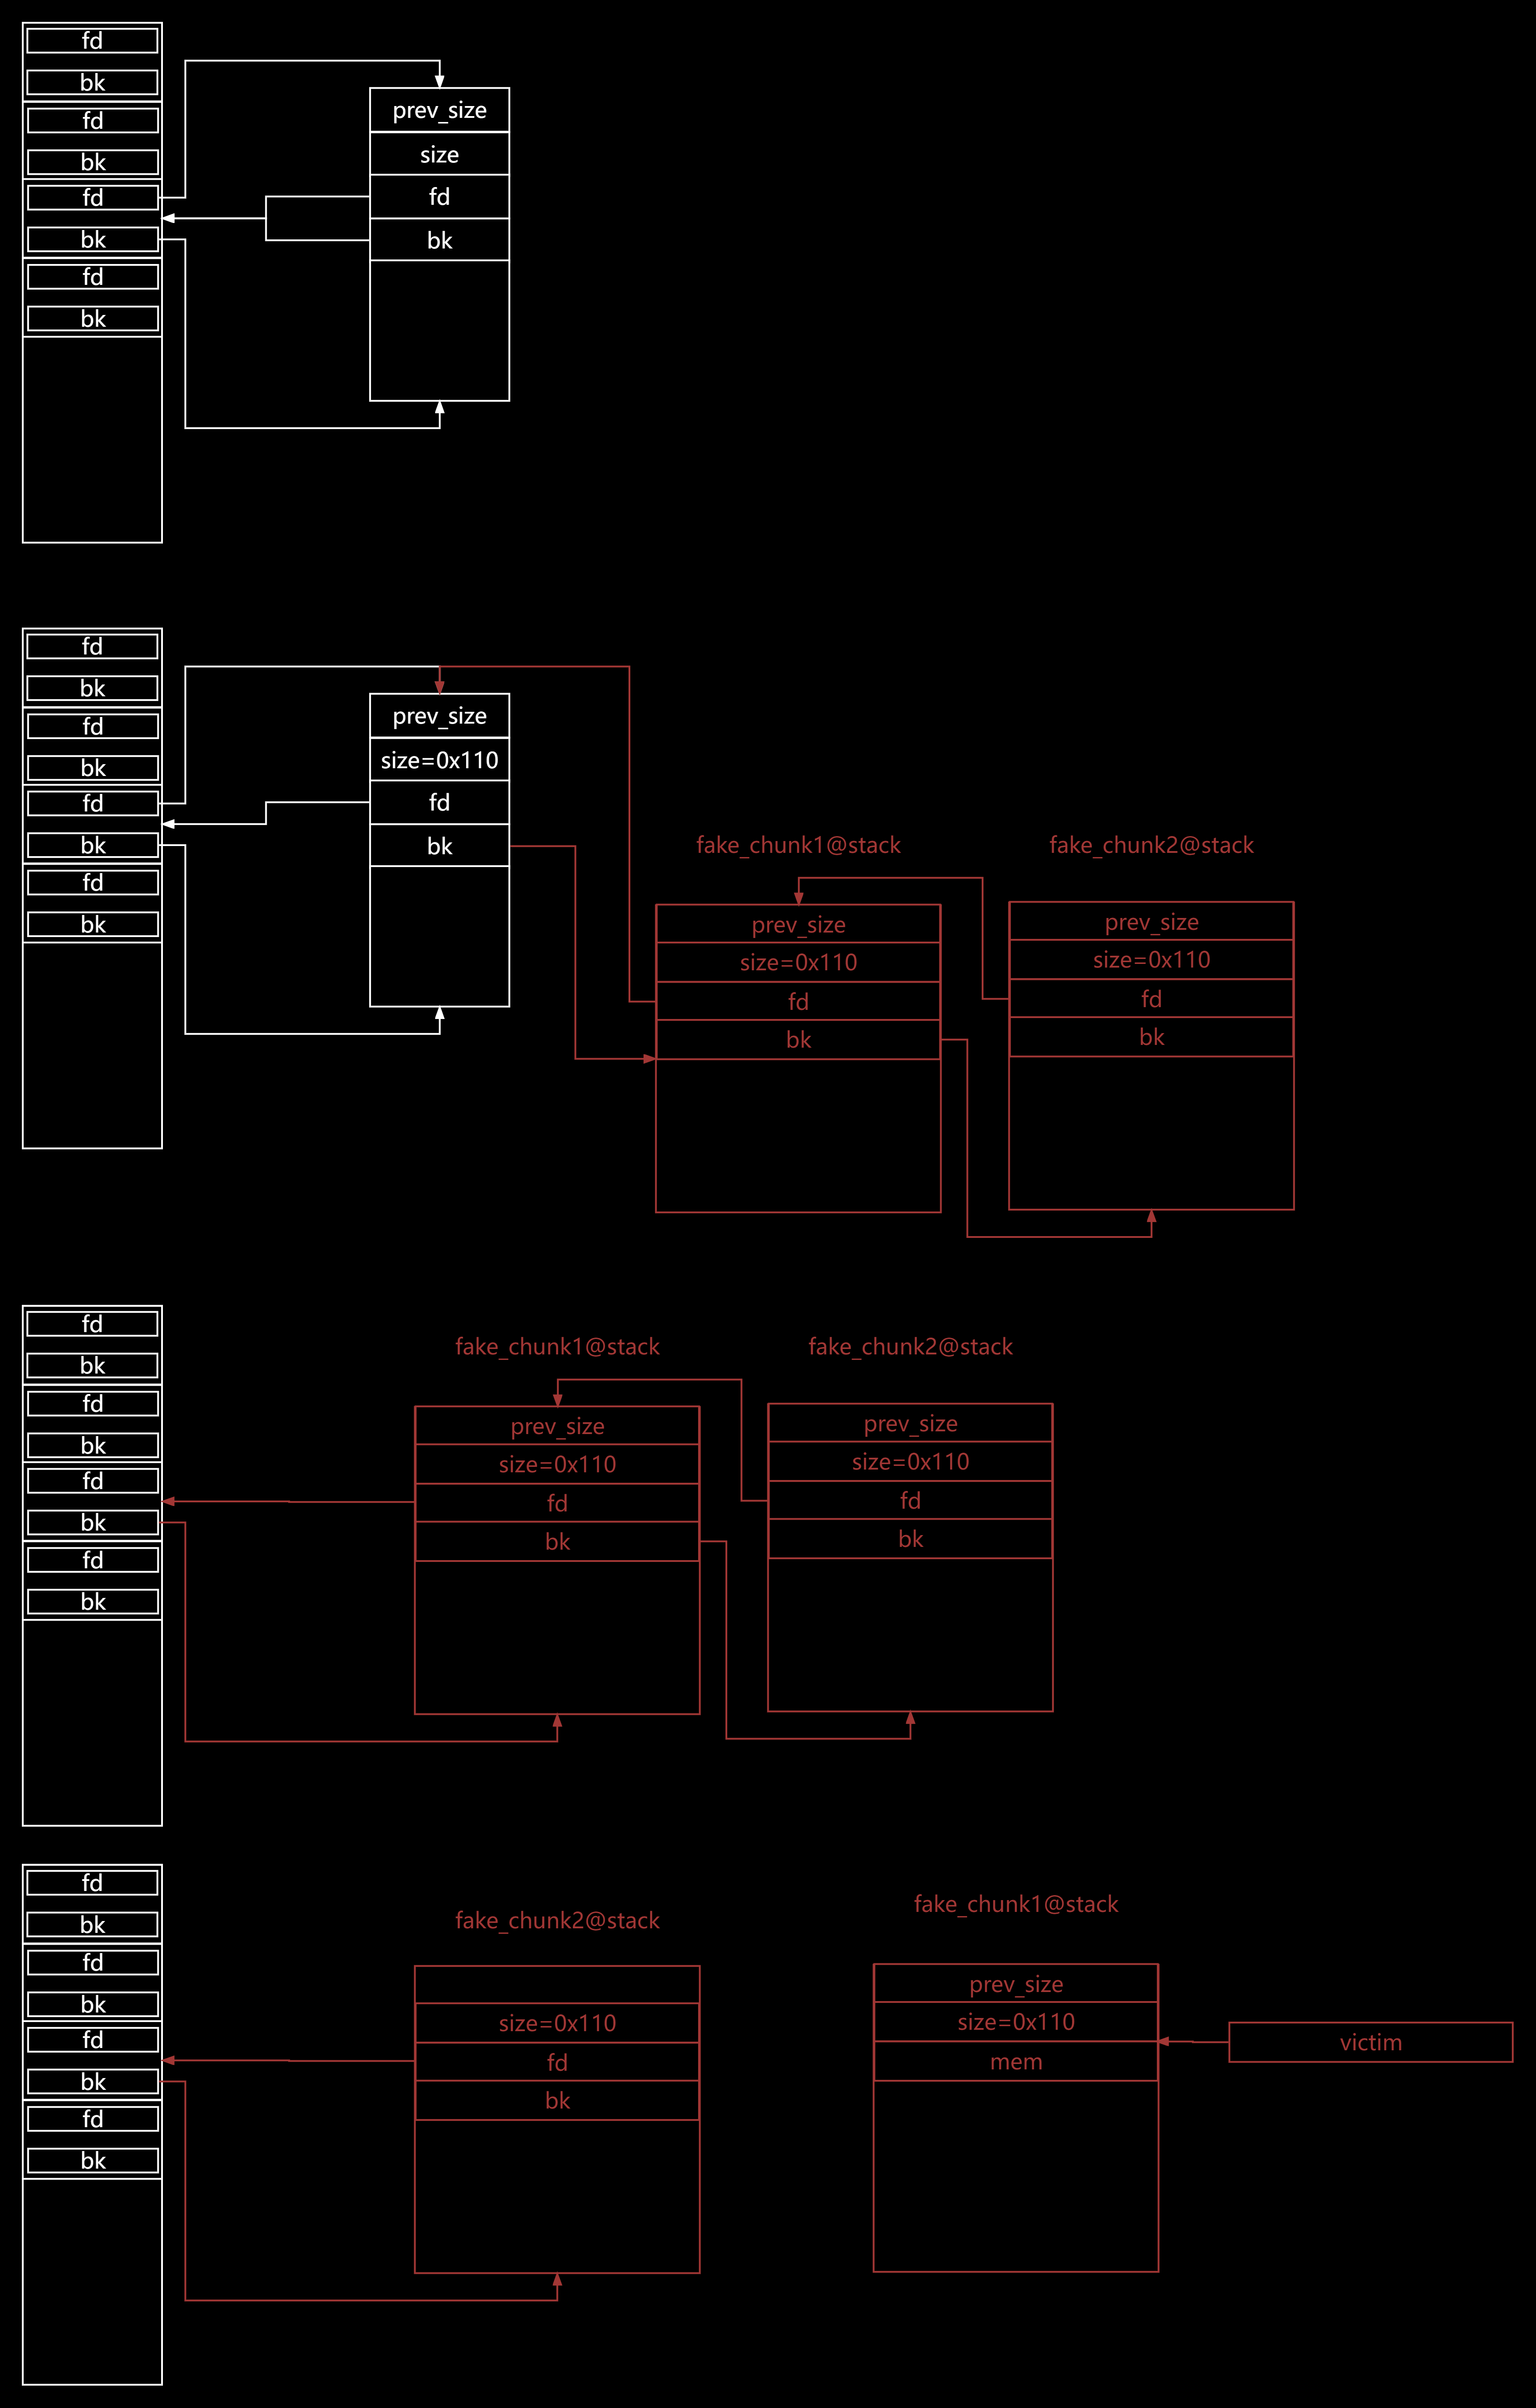 fd
bk
fd
bk
fd
bk
fd
bk
prev_size
size
fd
bk
fd
bk
fd
bk
fd
bk
fd
bk
prev_size
size=0x110
fd
bk
fake_chunk1@stack
prev_size
size=0x110
fd
bk
fake_chunk2@stack
prev_size
size=0x110
fd
bk
fd
bk
fd
bk
fd
bk
fd
bk
fake_chunk1@stack
prev_size
size=0x110
fd
bk
fake_chunk2@stack
prev_size
size=0x110
fd
bk
fd
bk
fd
bk
fd
bk
fd
bk
fake_chunk2@stack
size=0x110
fd
bk
fake_chunk1@stack
prev_size
size=0x110
mem
victim